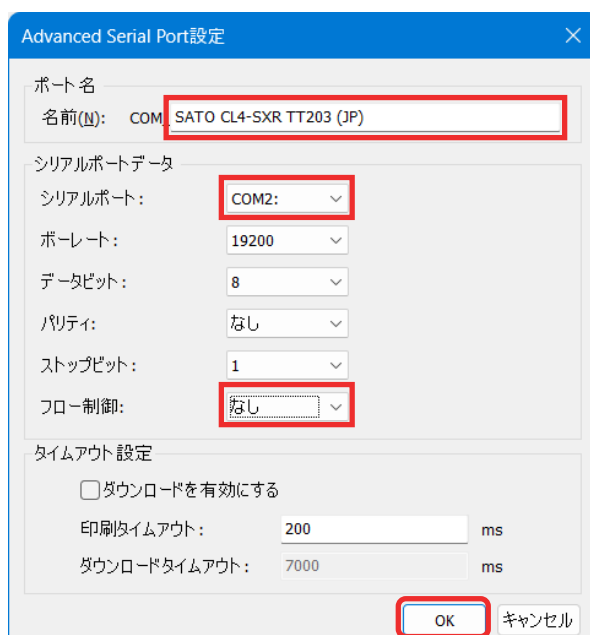 Advanced Serial Port設定
ポート名
名前(N): COM_ SATO CL4-SXR TT203 (JP)
シリアルポートデータ
シリアルポート: COM2:
ボーレート: 19200
データビット: 8
パリティ: なし
ストップビット: 1
フロー制御: なし
タイムアウト設定
ダウンロードを有効にする
印刷タイムアウト: 200 ms
ダウンロードタイムアウト: 7000 ms
OK キャンセル